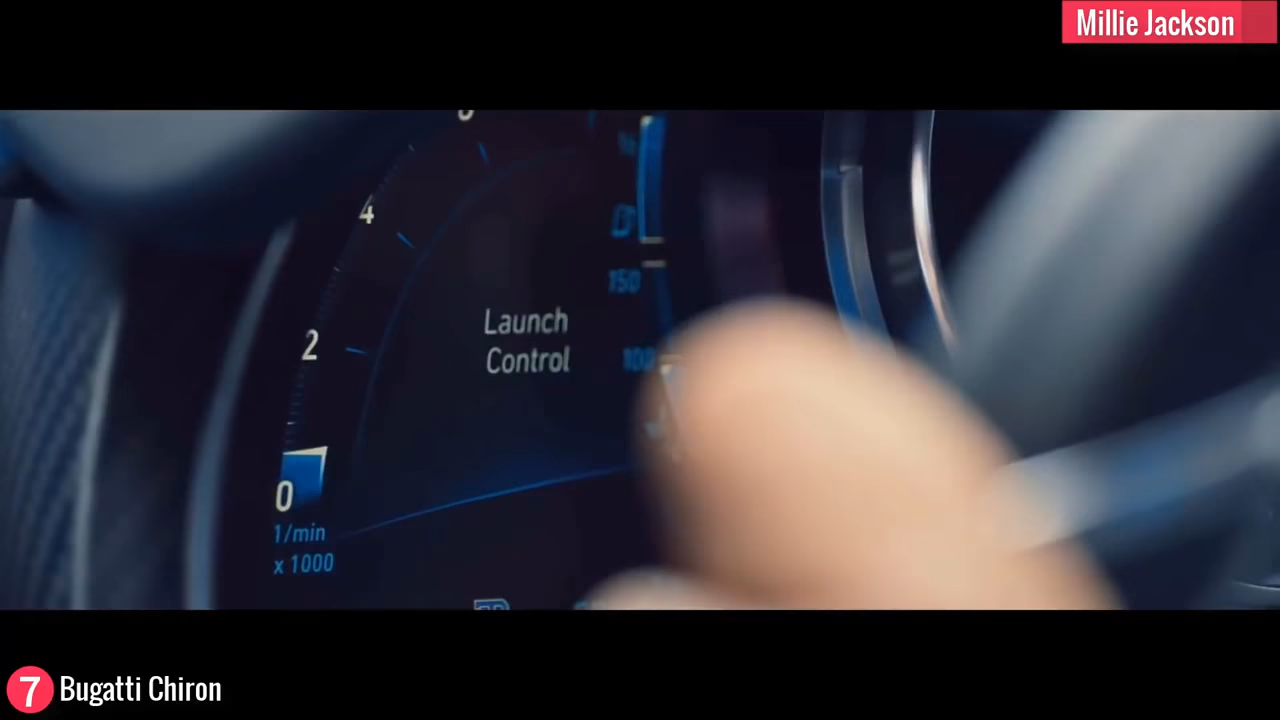 Millie Jackson
4
150
Launch
Control
2
100
0
1/min
x 1000
7 Bugatti Chiron